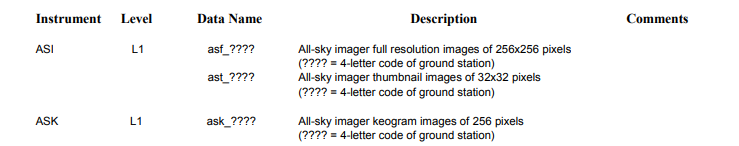 Instrument Level Data Name Description Comments
ASI L1 asf_???? All-sky imager full resolution images of 256x256 pixels
(???? = 4-letter code of ground station)
ast_???? All-sky imager thumbnail images of 32x32 pixels
(???? = 4-letter code of ground station)
ASK L1 ask_???? All-sky imager keogram images of 256 pixels
(???? = 4-letter code of ground station)